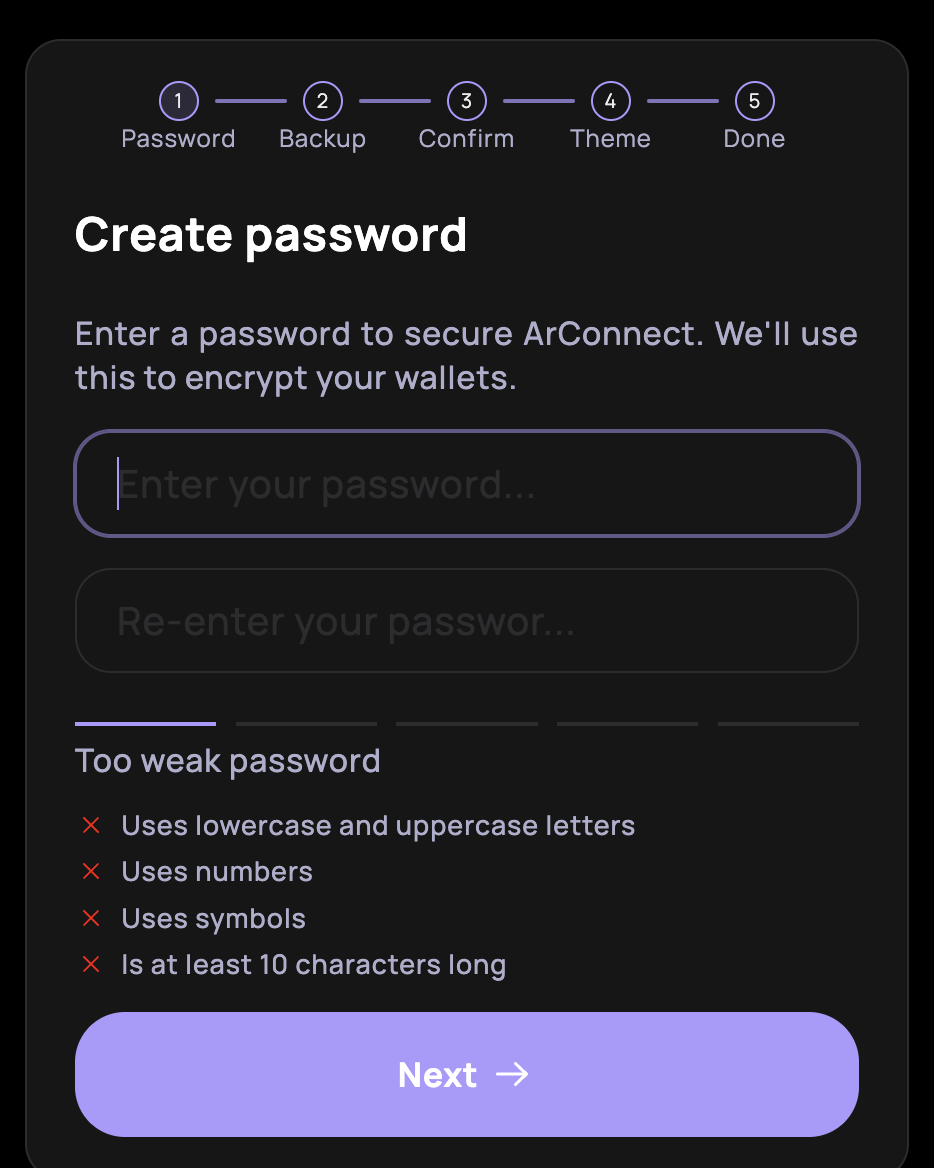 1 2 3 4 5
Password Backup Confirm Theme Done
Create password
Enter a password to secure ArConnect. We'll use
this to encrypt your wallets.
Enter your password...
Re-enter your passwor...
Too weak password
Uses lowercase and uppercase letters
Uses numbers
Uses symbols
Is at least 10 characters long
Next →